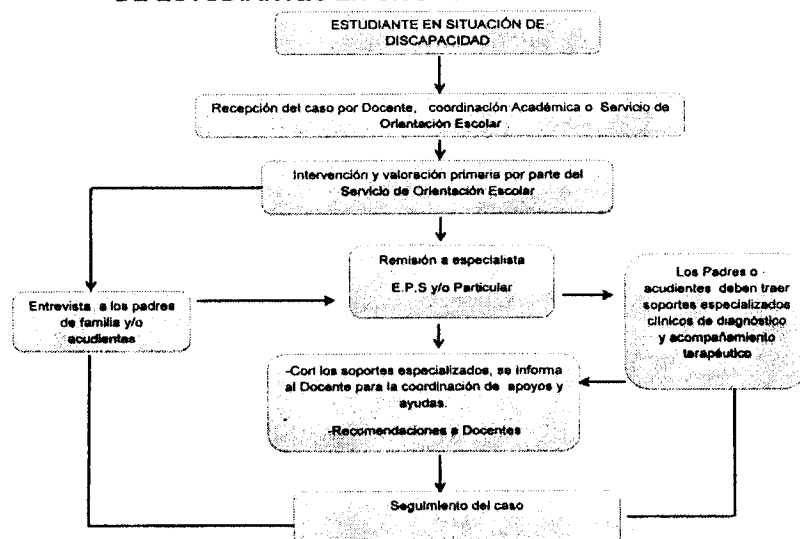 ESTUDIANTE EN SITUACIÓN DE
DISCAPACIDAD
Recepción del caso por Docente, coordinación Académica o Servicio de
Orientación Escolar
Intervención y valoración primaria por parte del
Servicio de Orientación Escolar
Remisión a especialista
E.P.S y/o Particular
Entrevista a los padres
de familia y/o
acudientes
Los Padres o
acudientes deben traer
soportes especializados
clínicos de diagnóstico
y acompañamiento
terapéutico
-Con los soportes especializados, se informa
al Docente para la coordinación de apoyos y
ayudas.
-Recomendaciones a Docentes
Seguimiento del caso